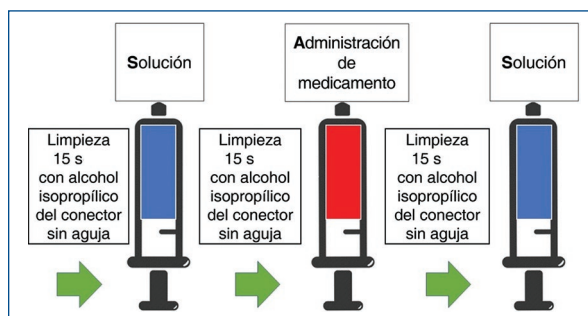 Solución
Administración
de
medicamento
Solución
Limpieza
15 s
con alcohol
isopropílico
del conector
sin aguja
Limpieza
15 s
con alcohol
isopropílico
del conector
sin aguja
Limpieza
15 s
con alcohol
isopropílico
del conector
sin aguja